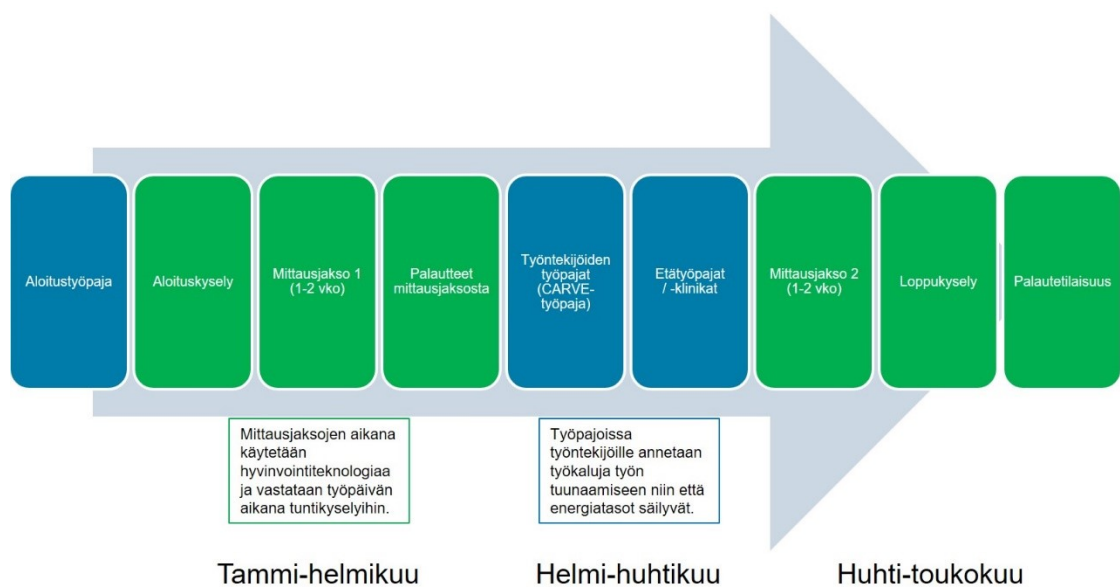 Aloitustyöpaja
Aloituskysely
Mittausjakso 1
(1-2 vko)
Palautteet
mittausjaksosta
Työntekijöiden
työpajat
(CARVE-
työpaja)
Etätyöpajat
/ -klinikat
Mittausjakso 2
(1-2 vko)
Loppukysely
Palautetilaisuus
Mittausjaksojen aikana
käytetään
hyvinvointiteknologiaa
ja vastataan työpäivän
aikana tuntikyselyihin.
Työpajoissa
työntekijöille annetaan
työkaluja työn
tuunaamiseen niin että
energiatasot säilyvät.
Tammi-helmikuu
Helmi-huhtikuu
Huhti-toukokuu